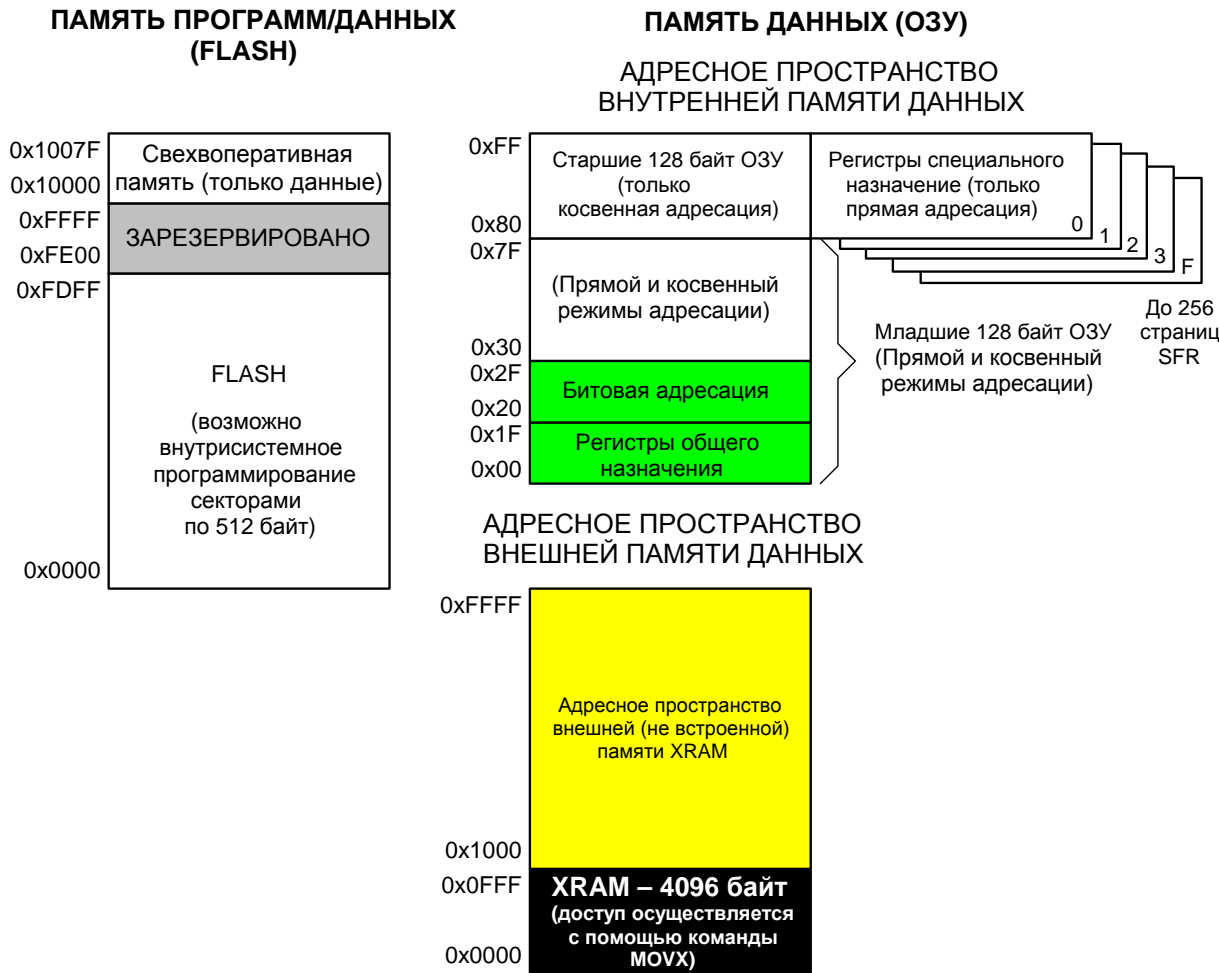 ПАМЯТЬ ПРОГРАММ/ДАННЫХ
(FLASH)
0x1007F
Свехвоперативная
0x10000
память (только данные)
0xFFFF
ЗАРЕЗЕРВИРОВАНО
0xFE00
0xFDFF
FLASH
(возможно
внутрисистемное
программирование
секторами
по 512 байт)
0x0000
ПАМЯТЬ ДАННЫХ (ОЗУ)
АДРЕСНОЕ ПРОСТРАНСТВО
ВНУТРЕННЕЙ ПАМЯТИ ДАННЫХ
0xFF
Старшие 128 байт ОЗУ
(только
косвенная адресация)
0x80
Регистры специального
назначение (только
прямая адресация)
0
1
2
3
F
До 256
страниц
SFR
0x7F
(Прямой и косвенный
режимы адресации)
0x30
0x2F
Битовая адресация
0x20
0x1F
Регистры общего
назначения
0x00
Младшие 128 байт ОЗУ
(Прямой и косвенный
режимы адресации)
АДРЕСНОЕ ПРОСТРАНСТВО
ВНЕШНЕЙ ПАМЯТИ ДАННЫХ
0xFFFF
Адресное пространство
внешней (не встроенной)
памяти XRAM
0x1000
0x0FFF
XRAM – 4096 байт
(доступ осуществляется
с помощью команды
MOVX)
0x0000